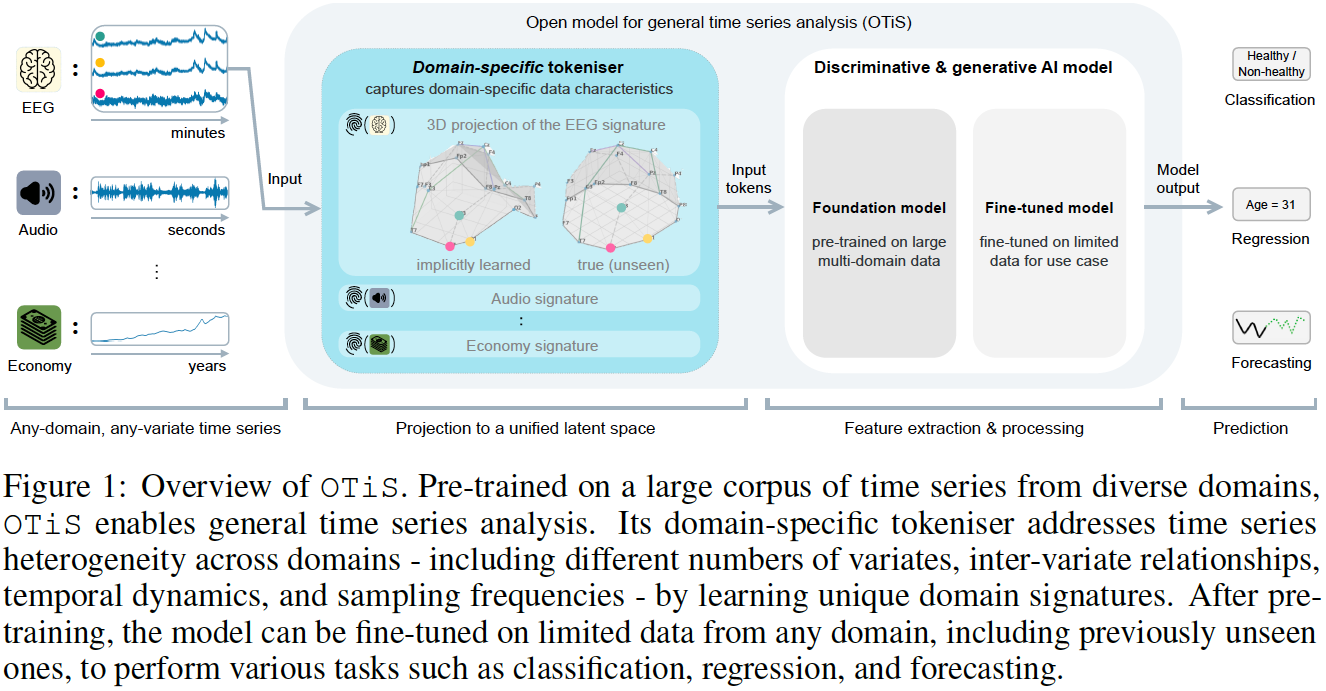 Open model for general time series analysis (OTiS)
EEG
:
minutes
Audio
:
seconds
⋮
Economy
:
years
Input
Domain-specific tokeniser
captures domain-specific data characteristics
3D projection of the EEG signature
implicitly learned
true (unseen)
Audio signature
:
Economy signature
Input
tokens
Discriminative & generative AI model
Foundation model
pre-trained on large
multi-domain data
Fine-tuned model
fine-tuned on limited
data for use case
Model
output
Healthy /
Non-healthy
Classification
Age = 31
Regression
Forecasting
Any-domain, any-variate time series
Projection to a unified latent space
Feature extraction & processing
Prediction
Figure 1: Overview of OTiS. Pre-trained on a large corpus of time series from diverse domains,
OTiS enables general time series analysis. Its domain-specific tokeniser addresses time series
heterogeneity across domains - including different numbers of variates, inter-variate relationships,
temporal dynamics, and sampling frequencies - by learning unique domain signatures. After pre-
training, the model can be fine-tuned on limited data from any domain, including previously unseen
ones, to perform various tasks such as classification, regression, and forecasting.